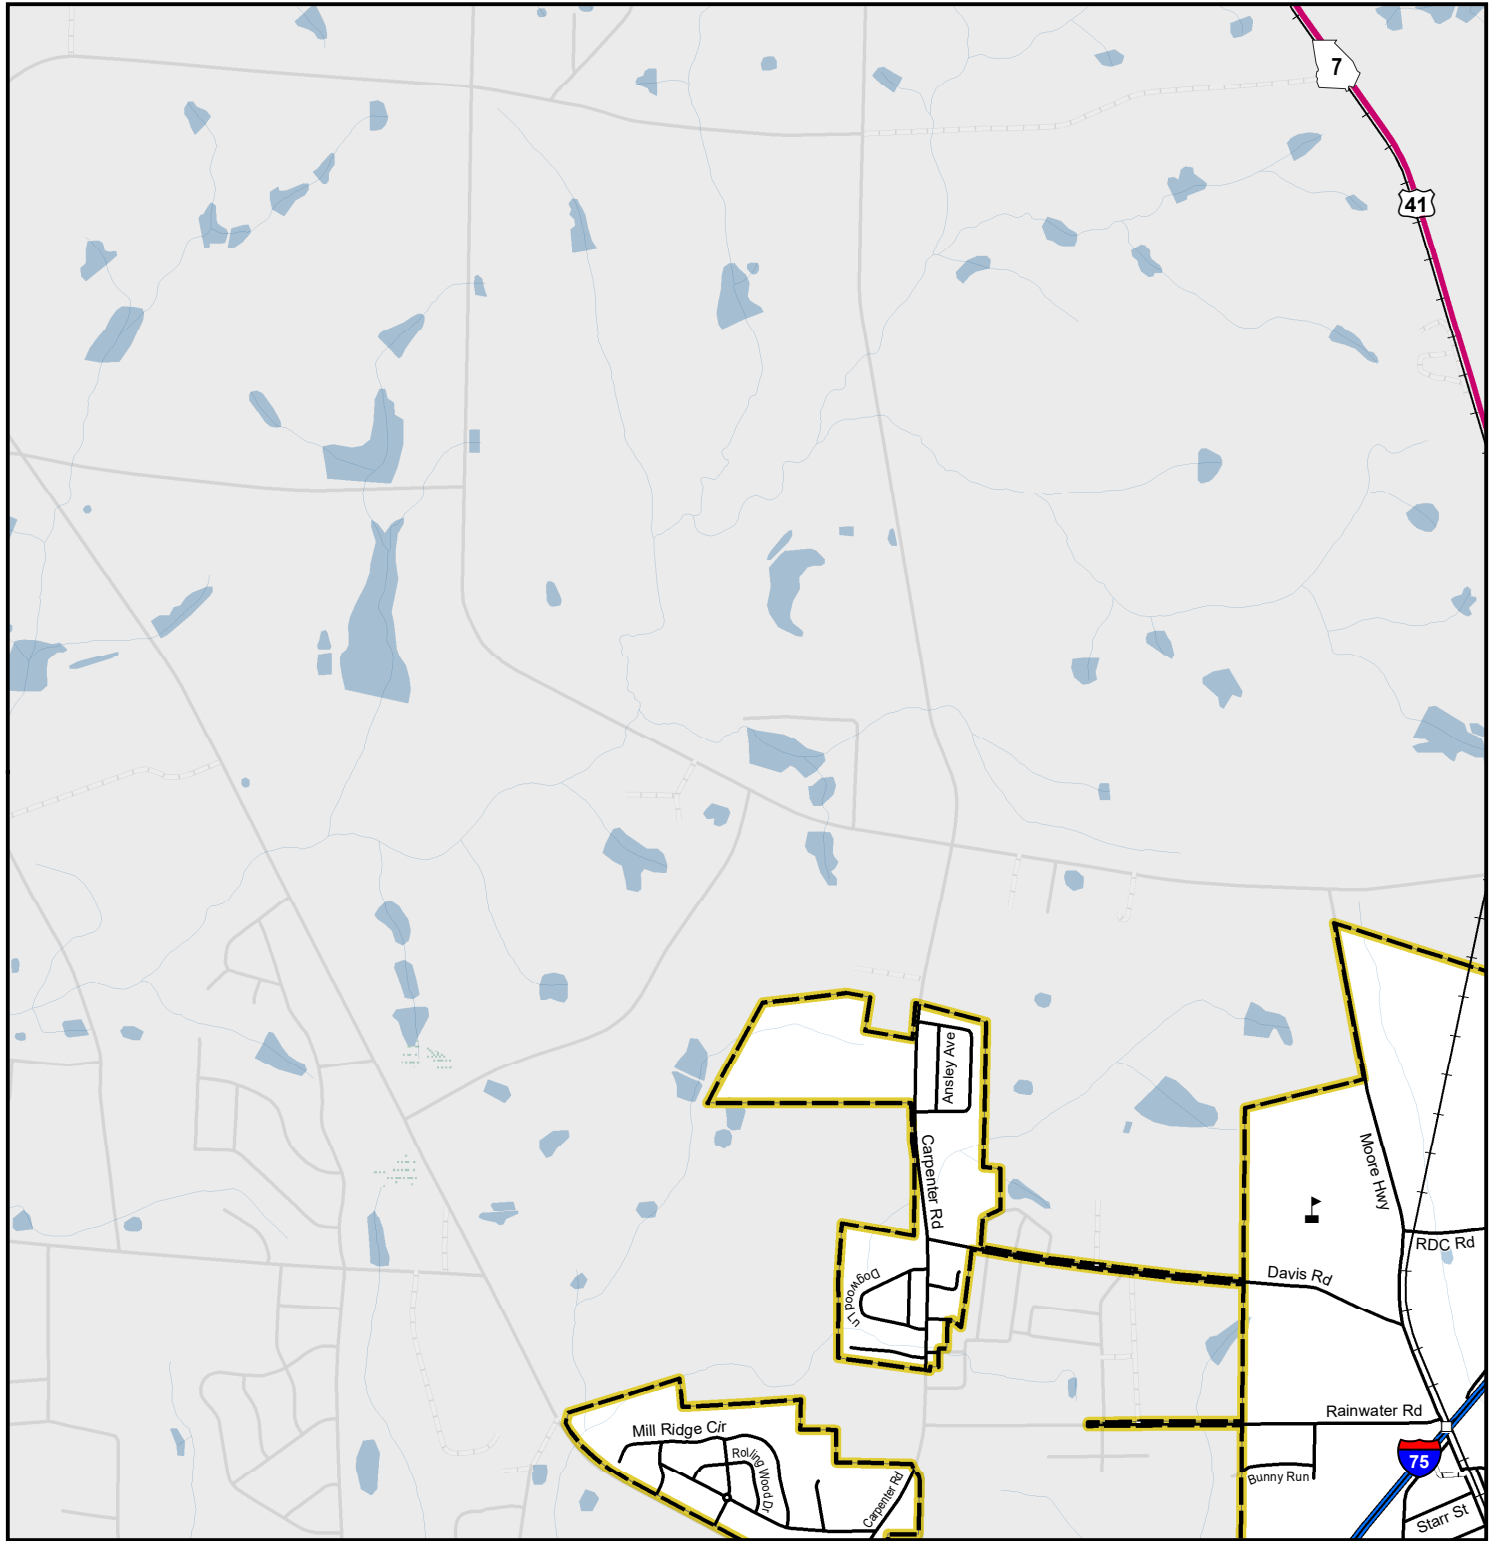 7
41
Ansley Ave
Carpenter Rd
Moore Hwy
RDC Rd
Davis Rd
Dogwood Ln
Rainwater Rd
Mill Ridge Cir
Rolling Wood Dr
75
Bunny Run
Carpenter Rd
Starr St